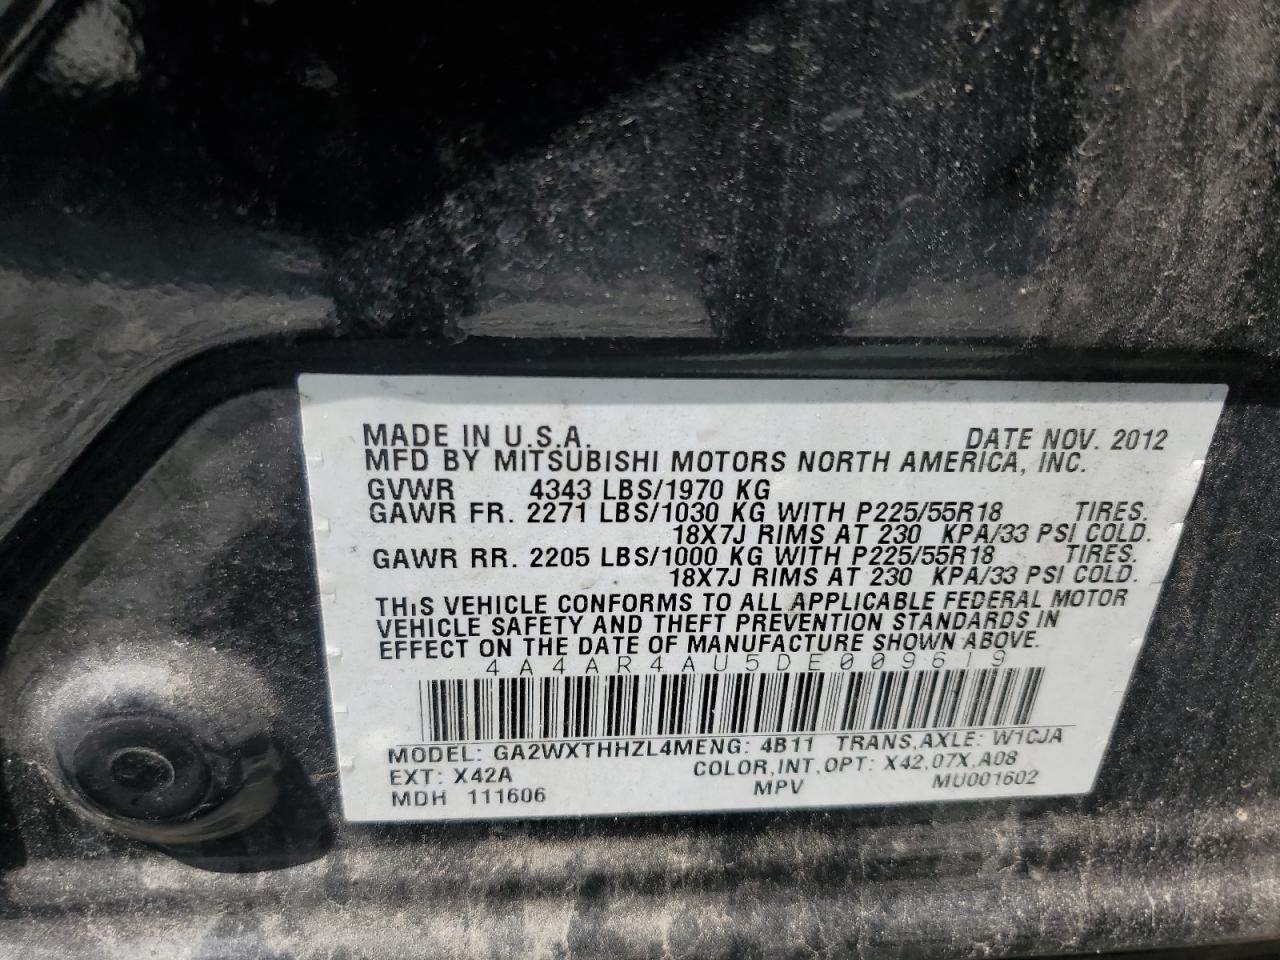 MADE IN U.S.A. DATE NOV. 2012
MFD BY MITSUBISHI MOTORS NORTH AMERICA, INC.
GVWR 4343 LBS/1970 KG
GAWR FR. 2271 LBS/1030 KG WITH P225/55R18 TIRES.
18X7J RIMS AT 230 KPA/33 PSI COLD.
GAWR RR. 2205 LBS/1000 KG WITH P225/55R18 TIRES.
18X7J RIMS AT 230 KPA/33 PSI COLD.
THIS VEHICLE CONFORMS TO ALL APPLICABLE FEDERAL MOTOR
VEHICLE SAFETY AND THEFT PREVENTION STANDARDS IN
EFFECT ON THE DATE OF MANUFACTURE SHOWN ABOVE.
4A4AR4AU5DE009619
MODEL: GA2WXTHHZL4MENG: 4B11 TRANS,AXLE: W1CJA
EXT: X42A COLOR,INT,OPT: X42,07X,A08
MDH 111606 MPV MU001602